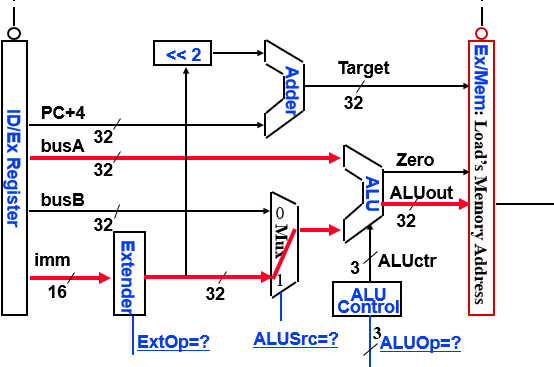 << 2
Adder
Target
32
Ex/Mem: Load's Memory Address
ID/Ex Register
PC+4
32
busA
32
ALU
Zero
ALUout
32
busB
32
0
Mux
1
imm
16
Extender
32
3
ALUctr
ALU
Control
ExtOp=?
ALUSrc=?
3
ALUOp=?